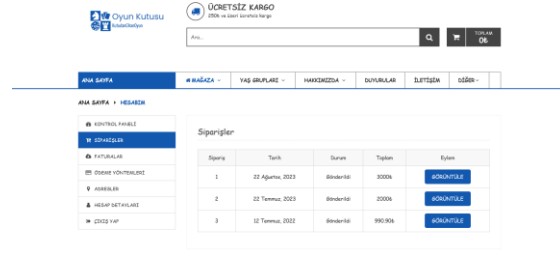 Oyun Kutusu
KutudanÇıkanOyun
ÜCRETSİZ KARGO
250₺ ve üzeri ücretsiz kargo
Ara...
TOPLAM
0₺
ANA SAYFA
MAĞAZA
YAŞ GRUPLARI
HAKKIMIZDA
DUYURULAR
İLETİŞİM
DİĞER
ANA SAYFA › HESABIM
KONTROL PANELİ
SİPARİŞLER
FATURALAR
ÖDEME YÖNTEMLERİ
ADRESLER
HESAP DETAYLARI
ÇIKIŞ YAP
Siparişler
Sipariş Tarih Durum Toplam Eylem
1 22 Ağustos, 2023 Gönderildi 3000₺ GÖRÜNTÜLE
2 22 Temmuz, 2023 Gönderildi 2000₺ GÖRÜNTÜLE
3 12 Temmuz, 2022 Gönderildi 990.90₺ GÖRÜNTÜLE